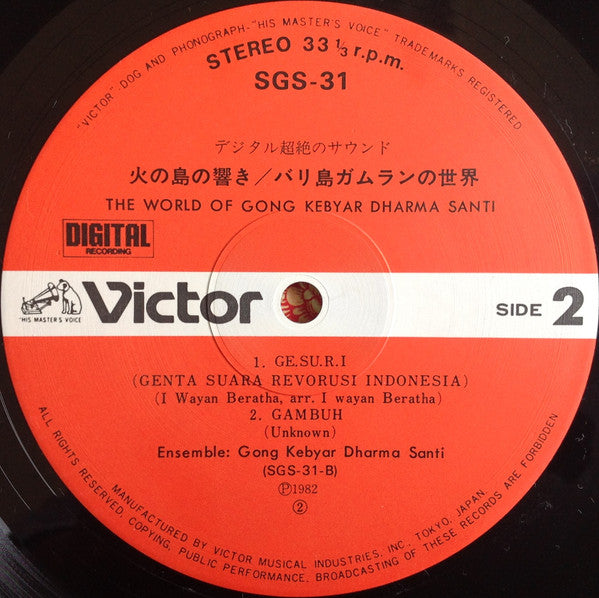 "VICTOR"-DOG AND PHONOGRAPH-"HIS MASTER'S VOICE" TRADEMARKS REGISTERED
STEREO 33 1/3 r.p.m.
SGS-31
デジタル超絶のサウンド
火の島の響き/バリ島ガムランの世界
THE WORLD OF GONG KEBYAR DHARMA SANTI
DIGITAL
RECORDING
"HIS MASTER'S VOICE"
Victor
SIDE 2
1. GE.SU.R.I
(GENTA SUARA REVORUSI INDONESIA)
(I Wayan Beratha, arr. I wayan Beratha)
2. GAMBUH
(Unknown)
Ensemble: Gong Kebyar Dharma Santi
(SGS-31-B)
Ⓟ1982
②
MANUFACTURED BY VICTOR MUSICAL INDUSTRIES, INC. TOKYO, JAPAN
ALL RIGHTS RESERVED, COPYING, PUBLIC PERFORMANCE, BROADCASTING OF THESE RECORDS ARE FORBIDDEN